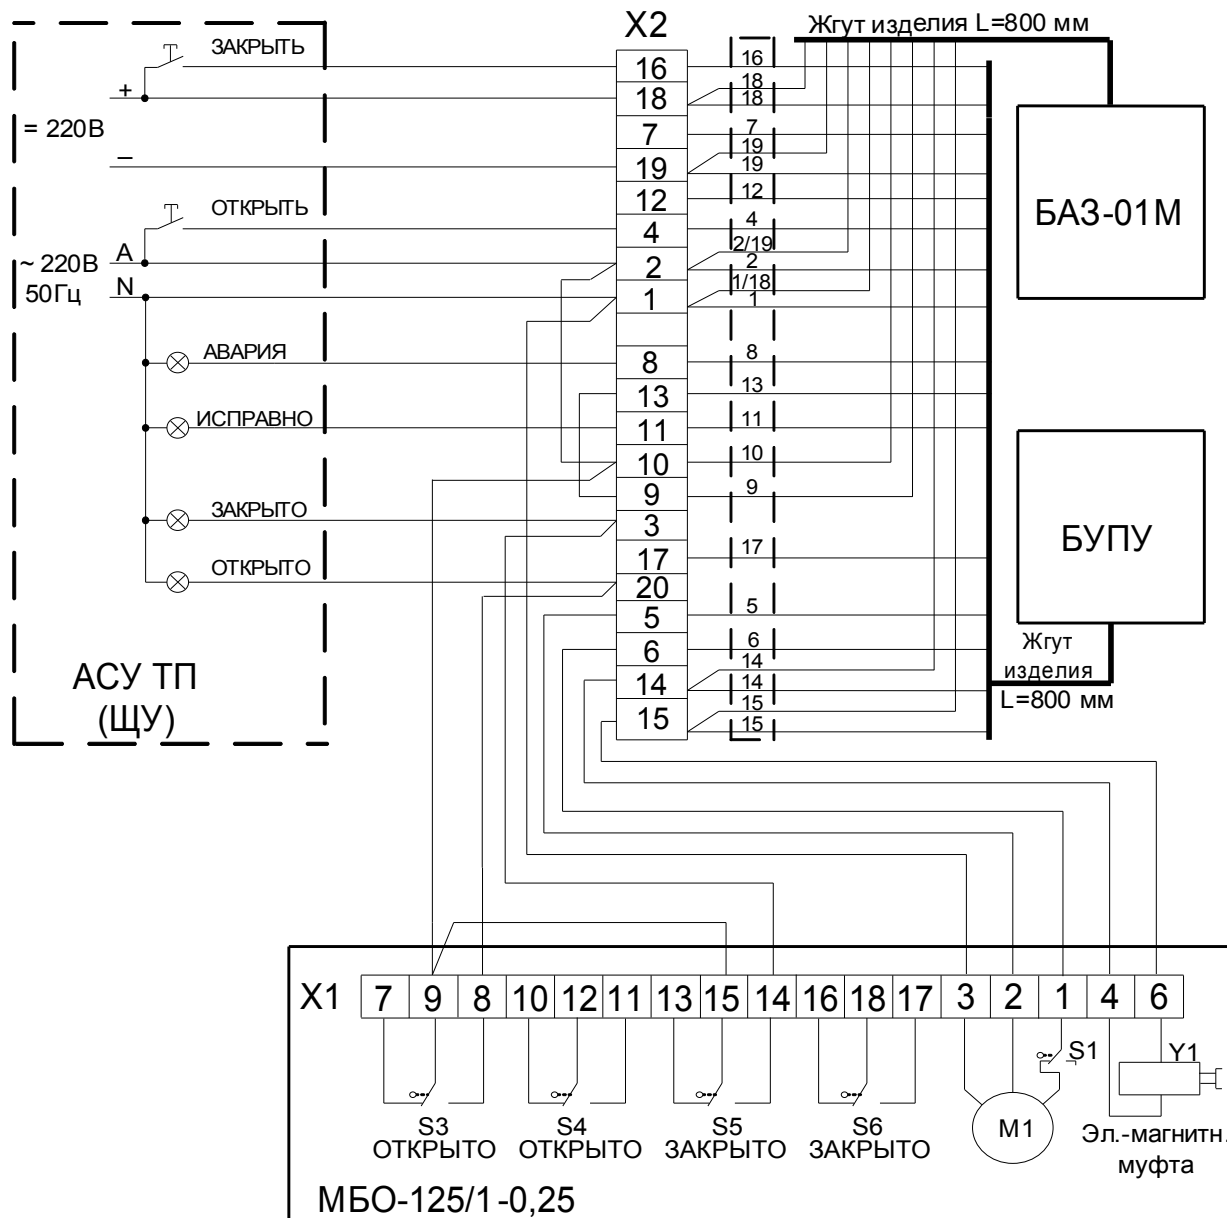 X2
Жгут изделия L=800 мм
ЗАКРЫТЬ
+
= 220В
–
ОТКРЫТЬ
~ 220В
50Гц
A
N
АВАРИЯ
ИСПРАВНО
ЗАКРЫТО
ОТКРЫТО
АСУ ТП
(ЩУ)
16
18
7
19
12
4
2
1
8
13
11
10
9
3
17
20
5
6
14
15
16
18
18
7
19
19
12
4
2/19
2
1/18
1
8
13
11
10
9
17
5
6
14
14
15
15
БАЗ-01М
БУПУ
Жгут
изделия
L=800 мм
X1 7 9 8 10 12 11 13 15 14 16 18 17 3 2 1 4 6
S1
Y1
S3
ОТКРЫТО
S4
ОТКРЫТО
S5
ЗАКРЫТО
S6
ЗАКРЫТО
М1
Эл.-магнитн.
муфта
МБО-125/1-0,25